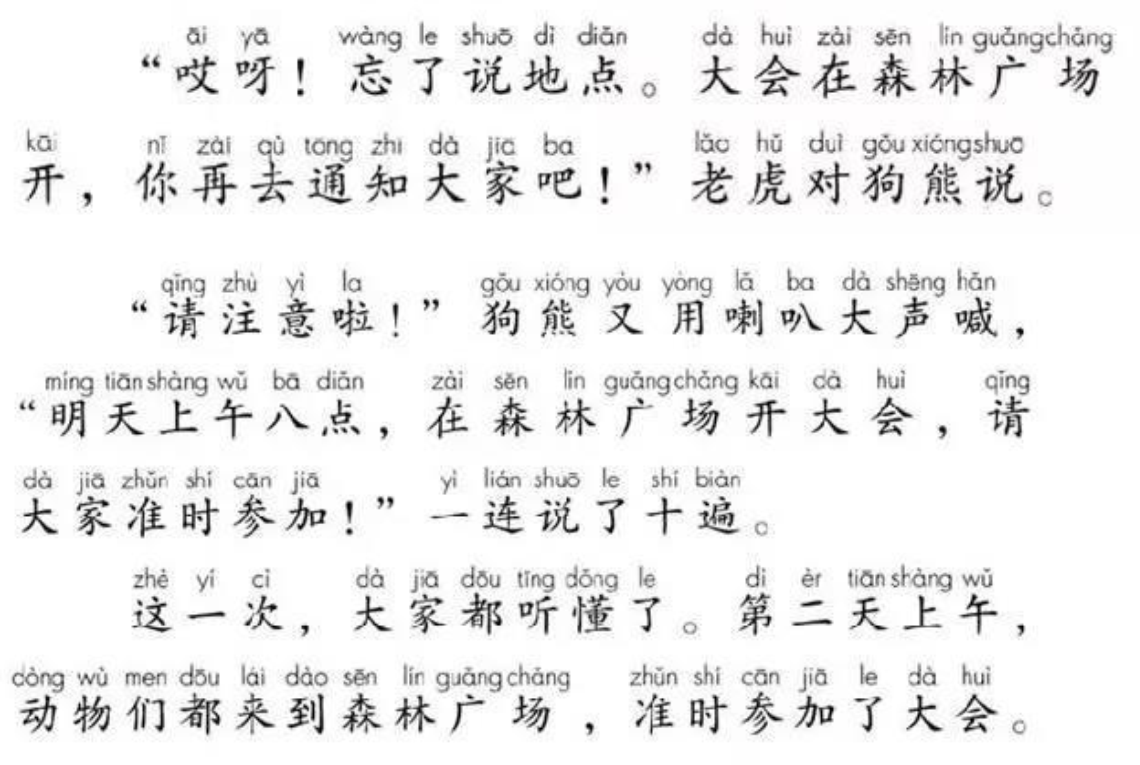 āi yā wàng le shuō dì diǎn dà huì zài sēn lín guǎngchǎng
“哎呀！忘了说地点。大会在森林广场
kāi nǐ zài qù tōng zhī dà jiā ba lǎo hǔ duì gǒu xióng shuō
开，你再去通知大家吧！”老虎对狗熊说。
qǐng zhù yì la gǒu xióng yòu yòng lǎ ba dà shēng hǎn
“请注意啦！”狗熊又用喇叭大声喊，
míng tiān shàng wǔ bā diǎn zài sēn lín guǎngchǎng kāi dà huì qǐng
“明天上午八点，在森林广场开大会，请
dà jiā zhǔn shí cān jiā yì lián shuō le shí biàn
大家准时参加！”一连说了十遍。
zhè yí cì dà jiā dōu tīng dǒng le dì èr tiān shàng wǔ
这一次，大家都听懂了。第二天上午，
dòng wù men dōu lái dào sēn lín guǎngchǎng zhǔn shí cān jiā le dà huì
动物们都来到森林广场，准时参加了大会。